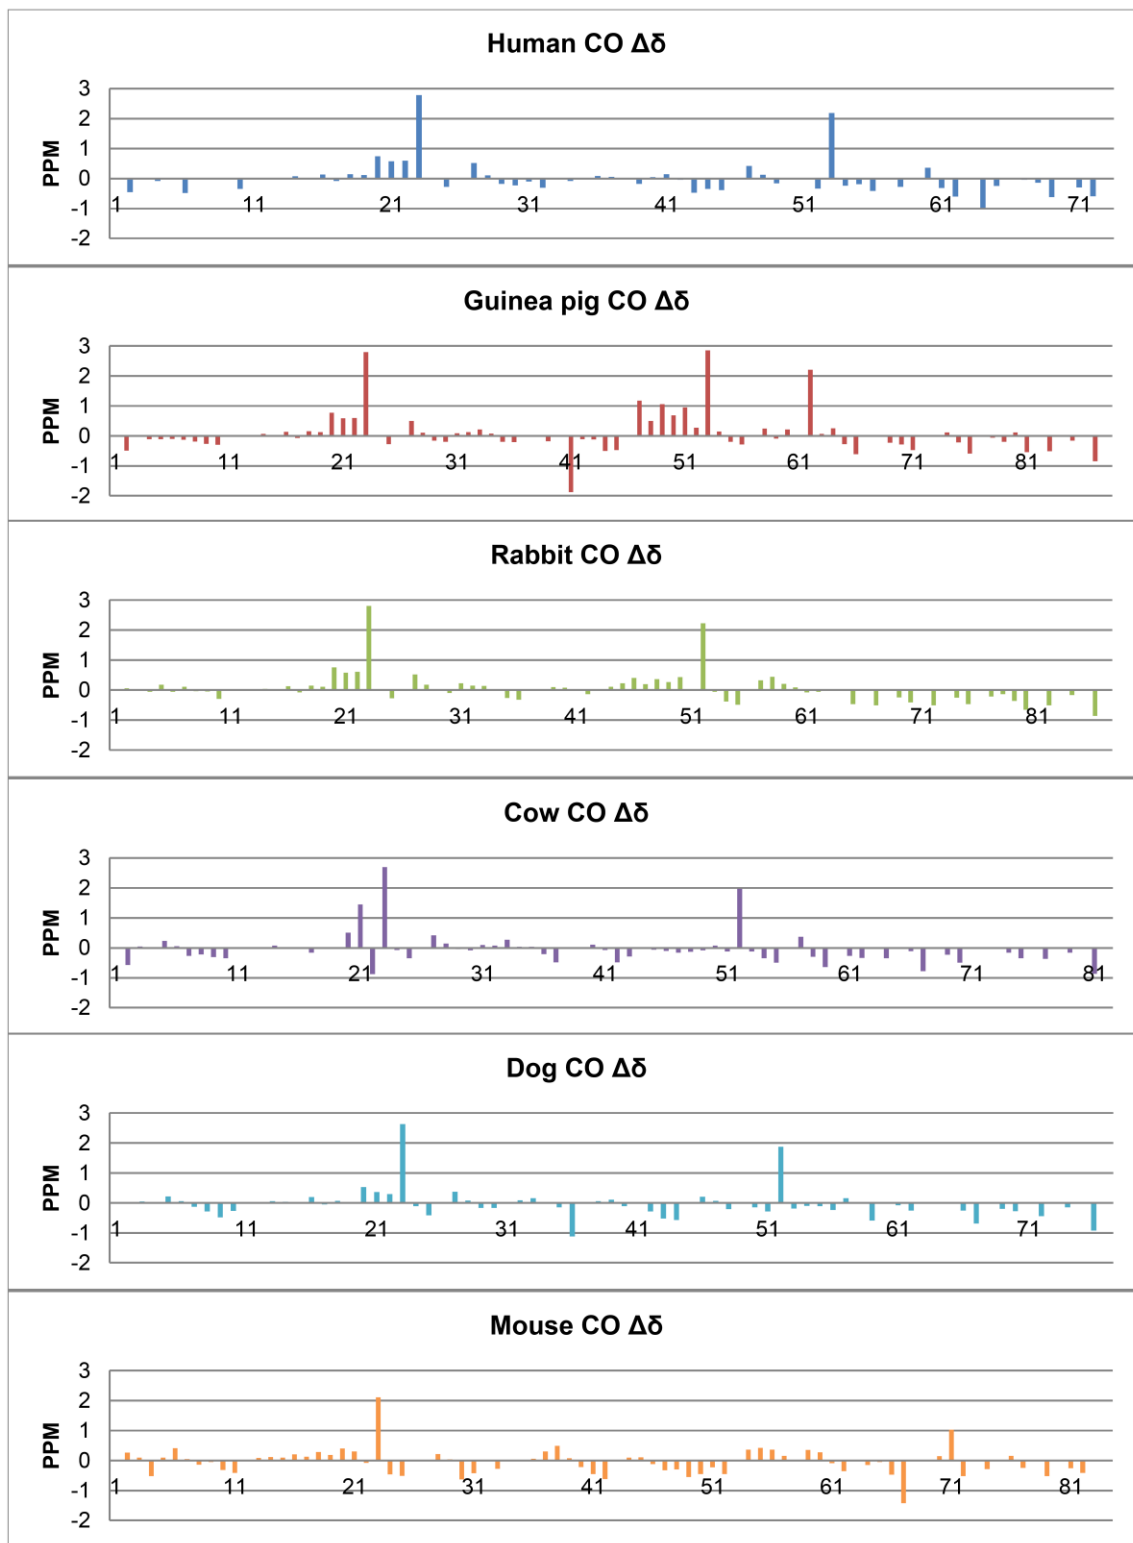 Human CO Δδ
PPM
3
2
1
0
-1
-2
1 11 21 31 41 51 61 71
Guinea pig CO Δδ
PPM
3
2
1
0
-1
-2
1 11 21 31 41 51 61 71 81
Rabbit CO Δδ
PPM
3
2
1
0
-1
-2
1 11 21 31 41 51 61 71 81
Cow CO Δδ
PPM
3
2
1
0
-1
-2
1 11 21 31 41 51 61 71 81
Dog CO Δδ
PPM
3
2
1
0
-1
-2
1 11 21 31 41 51 61 71
Mouse CO Δδ
PPM
3
2
1
0
-1
-2
1 11 21 31 41 51 61 71 81